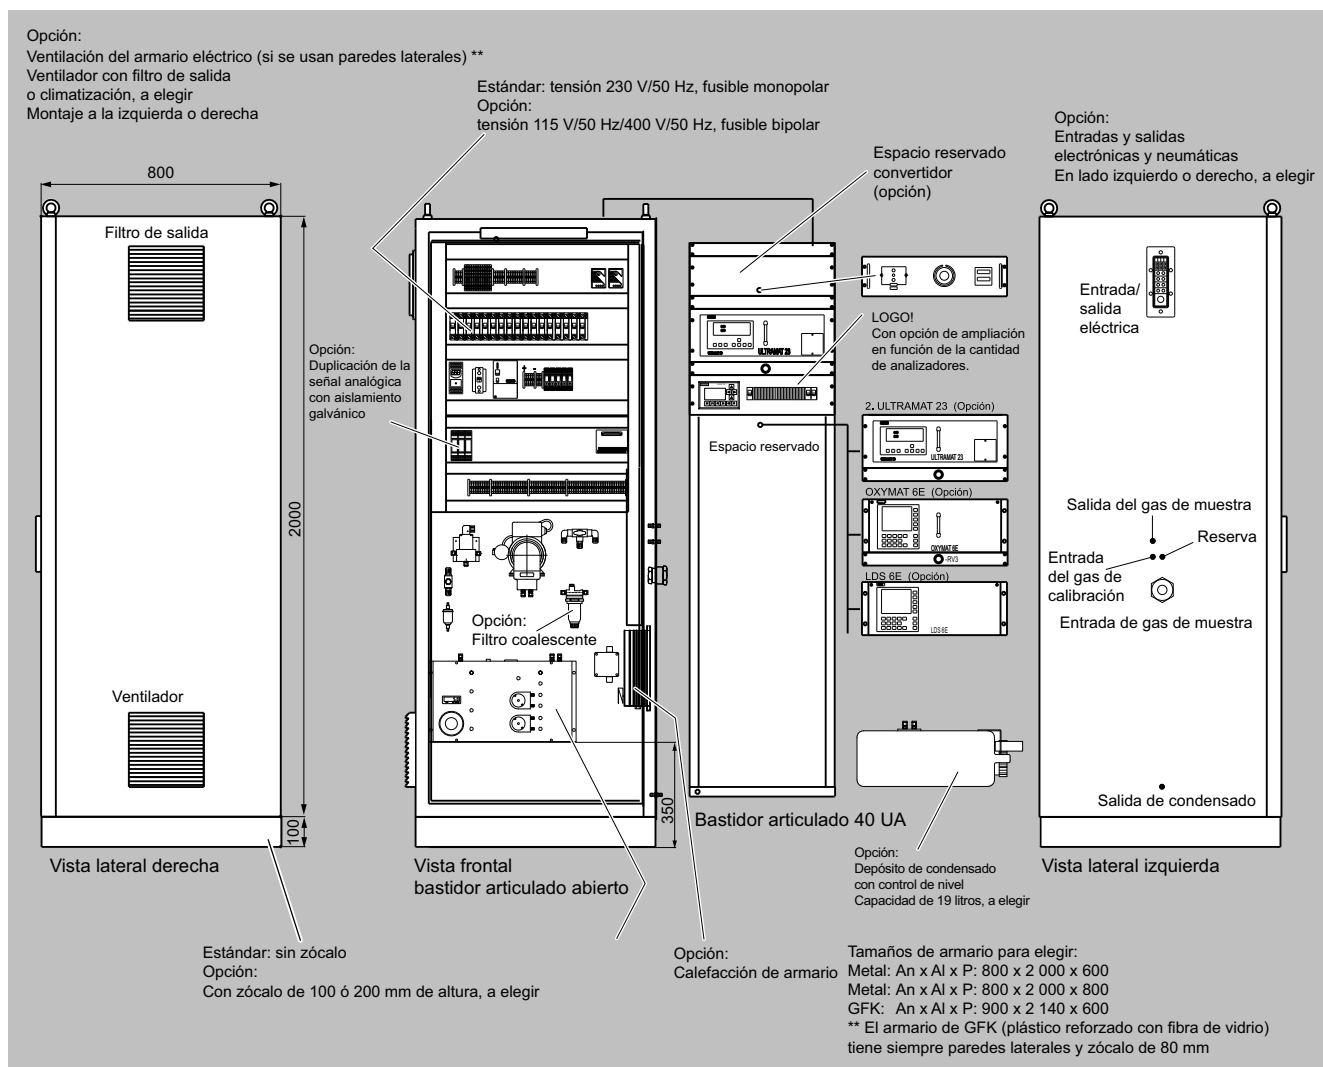 Opción:
Ventilación del armario eléctrico (si se usan paredes laterales) **
Ventilador con filtro de salida
o climatización, a elegir
Montaje a la izquierda o derecha
Estándar: tensión 230 V/50 Hz, fusible monopolar
Opción:
tensión 115 V/50 Hz/400 V/50 Hz, fusible bipolar
Espacio reservado
convertidor
(opción)
Opción:
Entradas y salidas
electrónicas y neumáticas
En lado izquierdo o derecho, a elegir
800
Filtro de salida
2000
Ventilador
100
Vista lateral derecha
Estándar: sin zócalo
Opción:
Con zócalo de 100 ó 200 mm de altura, a elegir
Opción:
Duplicación de la
señal analógica
con aislamiento
galvánico
Opción:
Filtro coalescente
350
Vista frontal
bastidor articulado abierto
Opción:
Calefacción de armario
ULTRAMAT 23
LOGO!
Con opción de ampliación
en función de la cantidad
de analizadores.
Espacio reservado
2. ULTRAMAT 23 (Opción)
ULTRAMAT 23
OXYMAT 6E (Opción)
OXYMAT 6E
-RV3
LDS 6E (Opción)
LDS 6E
Bastidor articulado 40 UA
Opción:
Depósito de condensado
con control de nivel
Capacidad de 19 litros, a elegir
Entrada/
salida
eléctrica
Salida del gas de muestra
Reserva
Entrada
del gas de
calibración
Entrada de gas de muestra
Salida de condensado
Vista lateral izquierda
Tamaños de armario para elegir:
Metal: An x Al x P: 800 x 2 000 x 600
Metal: An x Al x P: 800 x 2 000 x 800
GFK: An x Al x P: 900 x 2 140 x 600
** El armario de GFK (plástico reforzado con fibra de vidrio)
tiene siempre paredes laterales y zócalo de 80 mm